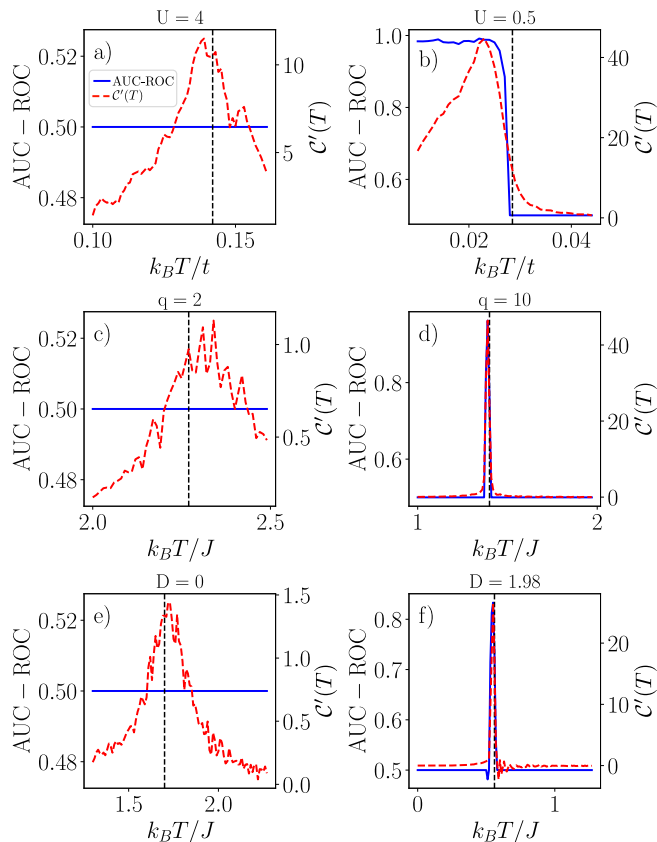 U = 4
a)
AUC-ROC
C′(T)
AUC − ROC
0.52
0.50
0.48
10
5
C′(T)
0.10
0.15
k_BT/t
U = 0.5
b)
AUC − ROC
1.0
0.8
0.6
40
20
0
C′(T)
0.02
0.04
k_BT/t
q = 2
c)
AUC − ROC
0.52
0.50
0.48
1.0
0.5
C′(T)
2.0
2.5
k_BT/J
q = 10
d)
AUC − ROC
0.8
0.6
40
20
0
C′(T)
1
2
k_BT/J
D = 0
e)
AUC − ROC
0.52
0.50
0.48
1.5
1.0
0.5
0.0
C′(T)
1.5
2.0
k_BT/J
D = 1.98
f)
AUC − ROC
0.8
0.7
0.6
0.5
20
10
0
C′(T)
0
1
k_BT/J